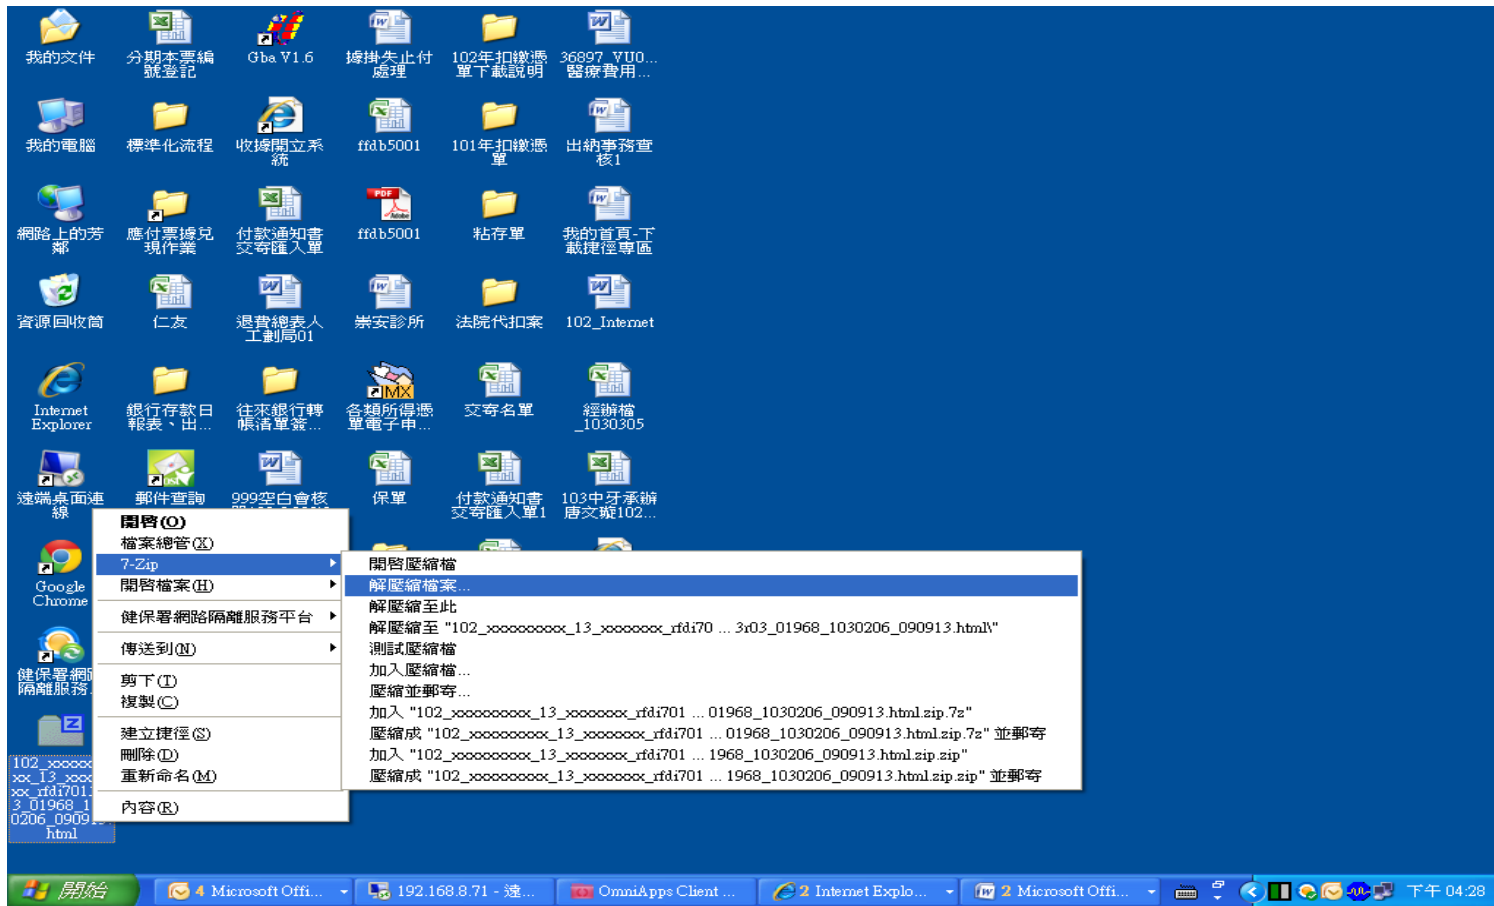 我的文件
分期本票編
號登記
Gba V1.6
據掛失止付
處理
102年扣繳憑
單下載說明
36897_VU0...
醫療費用...
我的電腦
標準化流程
收據開立系
統
ffdb5001
101年扣繳憑
單
出納事務查
核1
網路上的芳
鄰
應付票據兌
現作業
付款通知書
交寄匯入單
PDF
Adobe
ffdb5001
粘存單
我的首頁-下
載捷徑專區
資源回收筒
仁友
退費總表人
工劃局01
崇安診所
法院代扣案
102_Internet
Internet
Explorer
銀行存款日
報表、出...
往來銀行轉
帳清單簽...
IMX
各類所得憑
單電子申...
交寄名單
經辦檔
_1030305
遠端桌面連
線
郵件查詢
999空白會核
保單
付款通知書
交寄匯入單1
103中牙承辦
唐文璇102...
Google
Chrome
健保署網
隔離服務.
102_xxxxx
xx_13_xxx
xx_rfdi701
3_01968_1
0206_0909
html
開啓(O)
檔案總管(X)
7-Zip
開啓檔案(H)
健保署網路隔離服務平台
傳送到(N)
剪下(T)
複製(C)
建立捷徑(S)
刪除(D)
重新命名(M)
內容(R)
開啓壓縮檔
解壓縮檔案...
解壓縮至此
解壓縮至 "102_xxxxxxxxxx_13_xxxxxxxx_rfdi70 ... 3r03_01968_1030206_090913.html\"
測試壓縮檔
加入壓縮檔...
壓縮並郵寄...
加入 "102_xxxxxxxxxx_13_xxxxxxxx_rfdi701 ... 01968_1030206_090913.html.zip.7z"
壓縮成 "102_xxxxxxxxxx_13_xxxxxxxx_rfdi701 ... 01968_1030206_090913.html.zip.7z" 並郵寄
加入 "102_xxxxxxxxxx_13_xxxxxxxx_rfdi701 ... 1968_1030206_090913.html.zip.zip"
壓縮成 "102_xxxxxxxxxx_13_xxxxxxxx_rfdi701 ... 1968_1030206_090913.html.zip.zip" 並郵寄
開始
4 Microsoft Offi...
192.168.8.71 - 遠...
OmniApps Client ...
2 Internet Explo...
2 Microsoft Offi...
下午 04:28